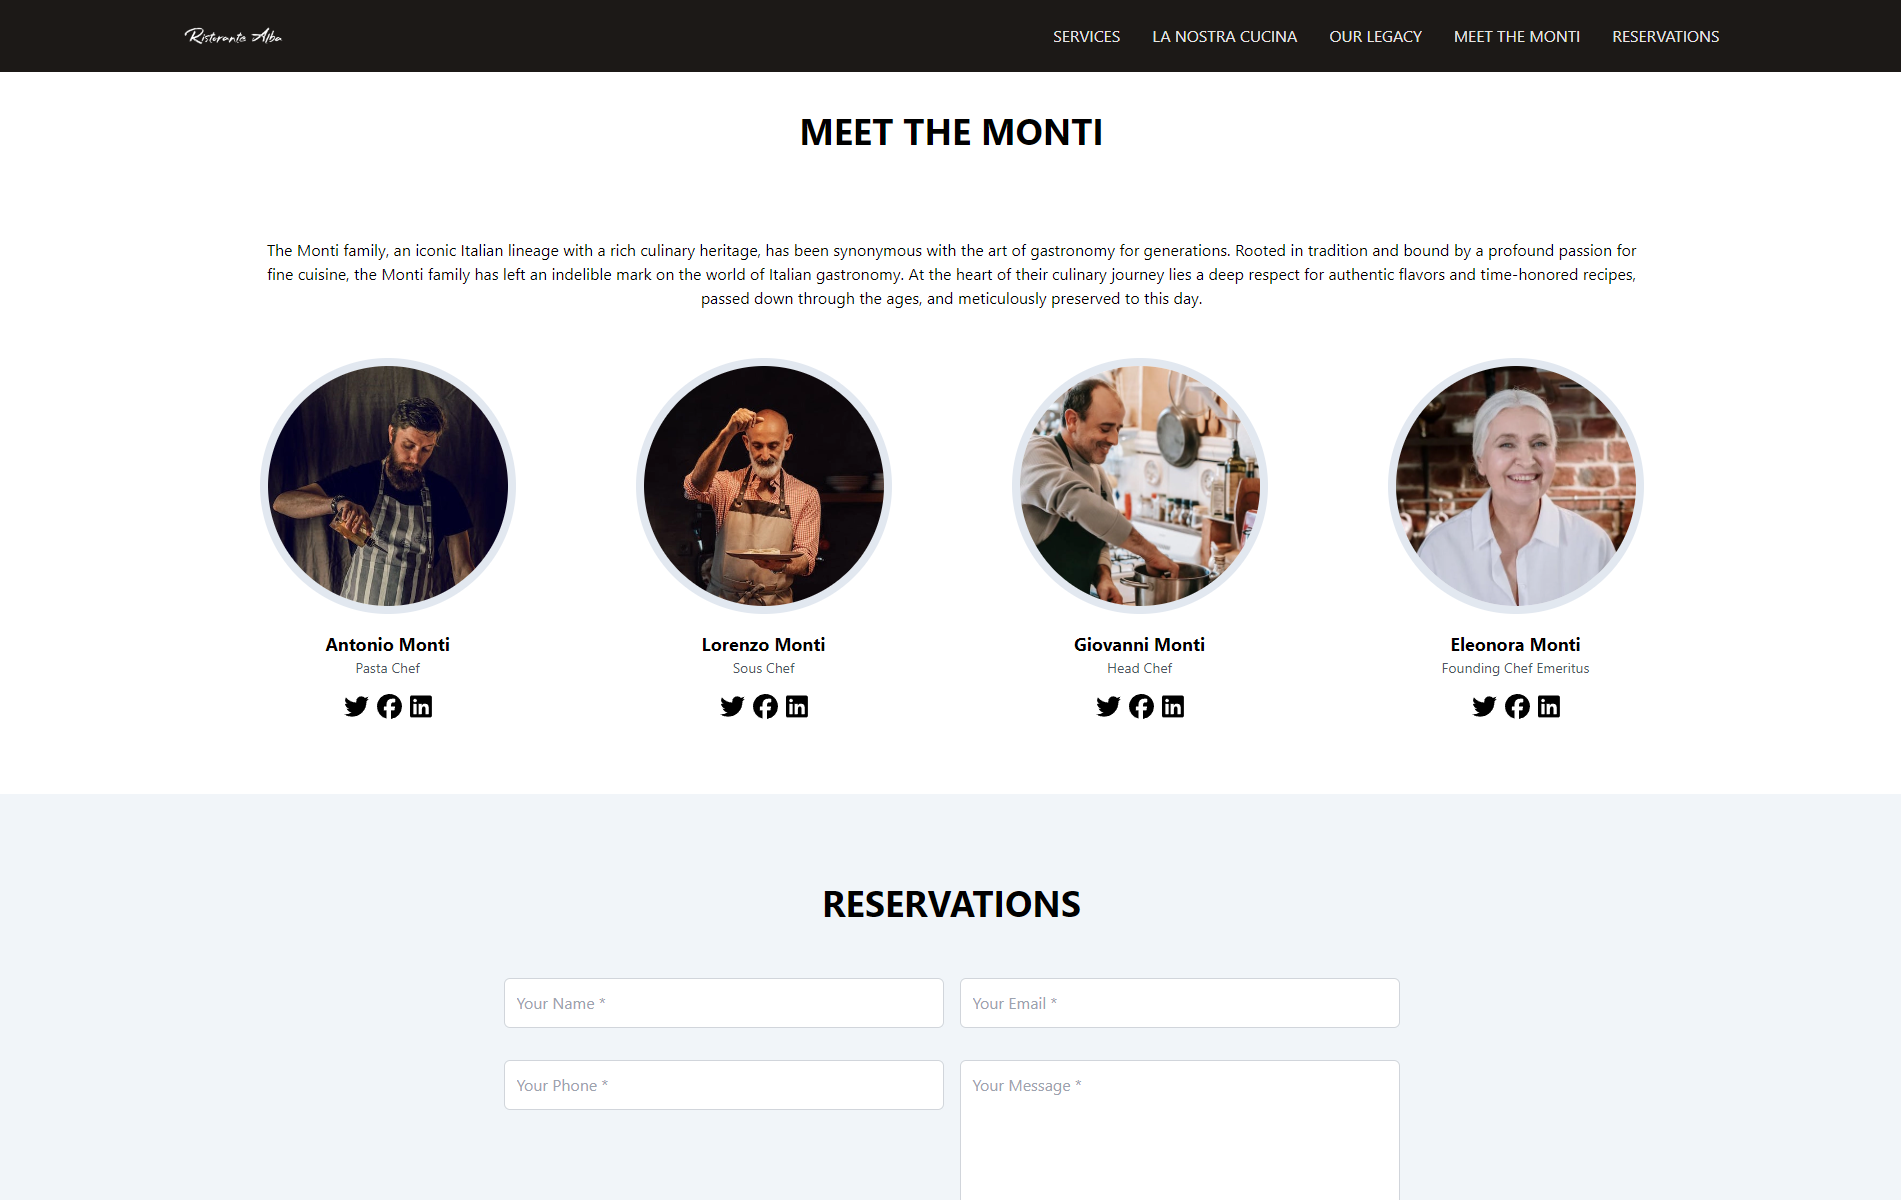 Ristorante Alba
SERVICES
LA NOSTRA CUCINA
OUR LEGACY
MEET THE MONTI
RESERVATIONS
MEET THE MONTI
The Monti family, an iconic Italian lineage with a rich culinary heritage, has been synonymous with the art of gastronomy for generations. Rooted in tradition and bound by a profound passion for
fine cuisine, the Monti family has left an indelible mark on the world of Italian gastronomy. At the heart of their culinary journey lies a deep respect for authentic flavors and time-honored recipes,
passed down through the ages, and meticulously preserved to this day.
Antonio Monti
Pasta Chef
Lorenzo Monti
Sous Chef
Giovanni Monti
Head Chef
Eleonora Monti
Founding Chef Emeritus
RESERVATIONS
Your Name *
Your Email *
Your Phone *
Your Message *